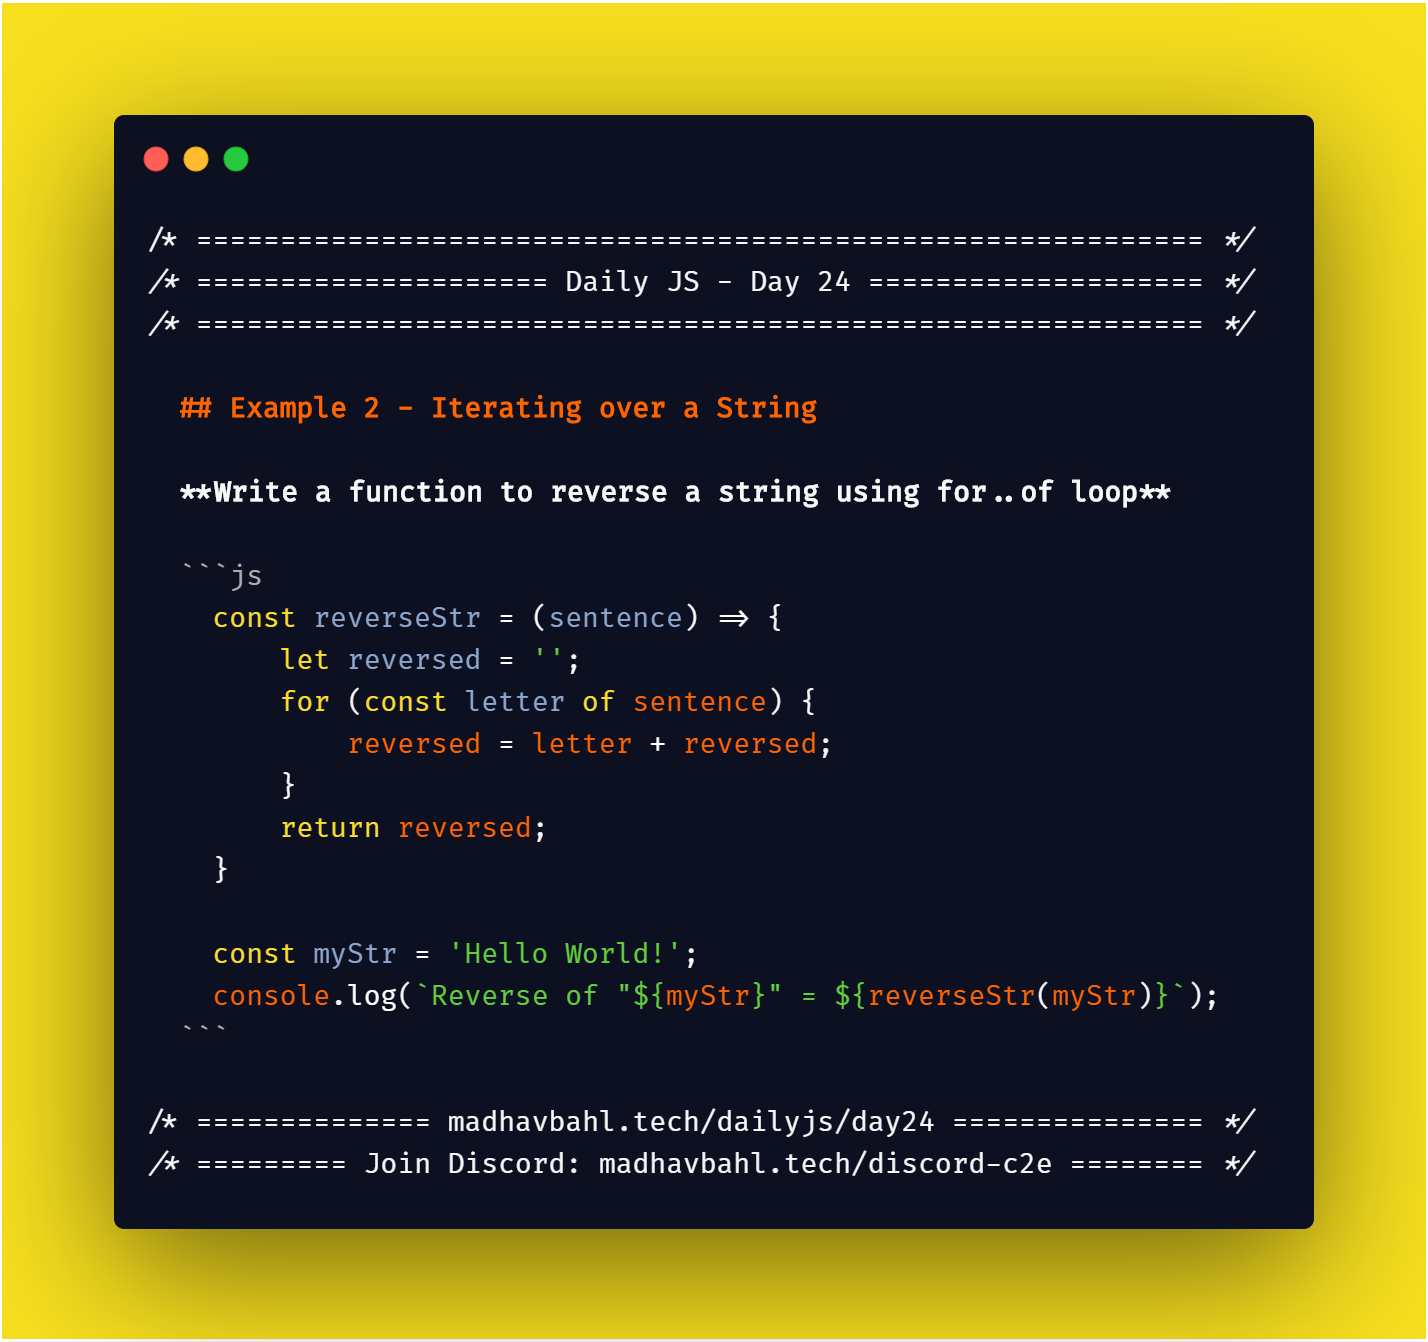 /* ============================================================ */
/* ===================== Daily JS - Day 24 ==================== */
/* ============================================================ */
## Example 2 - Iterating over a String
**Write a function to reverse a string using for..of loop**
```js
const reverseStr = (sentence) => {
let reversed = '';
for (const letter of sentence) {
reversed = letter + reversed;
}
return reversed;
}
const myStr = 'Hello World!';
console.log(`Reverse of "${myStr}" = ${reverseStr(myStr)}`);
```
/* ============== madhavbahl.tech/dailyjs/day24 =============== */
/* ========= Join Discord: madhavbahl.tech/discord-c2e ======== */